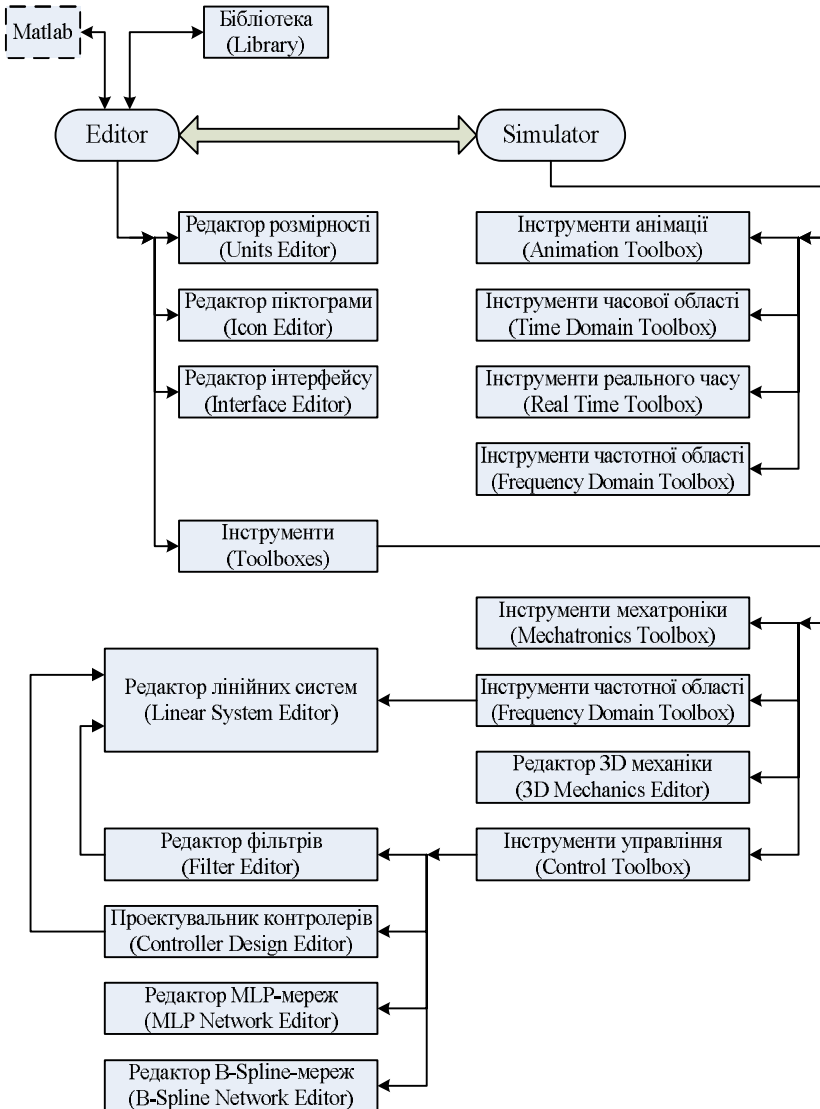 Matlab
Бібліотека
(Library)
Editor
Simulator
Редактор розмірності
(Units Editor)
Інструменти анімації
(Animation Toolbox)
Редактор піктограми
(Icon Editor)
Інструменти часової області
(Time Domain Toolbox)
Редактор інтерфейсу
(Interface Editor)
Інструменти реального часу
(Real Time Toolbox)
Інструменти частотної області
(Frequency Domain Toolbox)
Інструменти
(Toolboxes)
Інструменти мехатроніки
(Mechatronics Toolbox)
Редактор лінійних систем
(Linear System Editor)
Інструменти частотної області
(Frequency Domain Toolbox)
Редактор 3D механіки
(3D Mechanics Editor)
Редактор фільтрів
(Filter Editor)
Інструменти управління
(Control Toolbox)
Проектувальник контролерів
(Controller Design Editor)
Редактор MLP-мереж
(MLP Network Editor)
Редактор B-Spline-мереж
(B-Spline Network Editor)